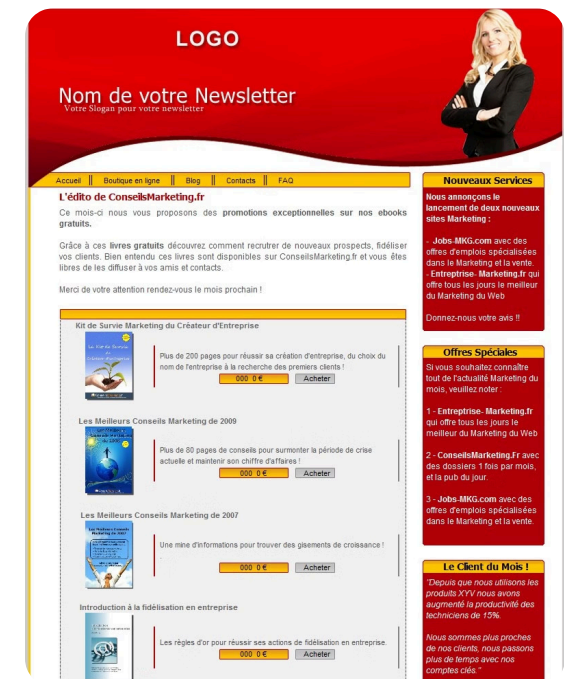 LOGO
Nom de votre Newsletter
Votre Slogan pour votre newsletter
Accueil || Boutique en ligne || Blog || Contacts || FAQ
L'édito de ConseilsMarketing.fr
Ce mois-ci nous vous proposons des promotions exceptionnelles sur nos ebooks
gratuits.
Grâce à ces livres gratuits découvrez comment recrutrer de nouveaux prospects, fidéliser
vos clients. Bien entendu ces livres sont disponibles sur ConseilsMarketing.fr et vous êtes
libres de les diffuser à vos amis et contacts.
Merci de votre attention rendez-vous le mois prochain !
Kit de Survie Marketing du Créateur d'Entreprise
Le Kit de Survie
Plus de 200 pages pour réussir sa création d'entreprise, du choix du
nom de l'entreprise à la recherche des premiers clients !
000 0 € Acheter
Les Meilleurs Conseils Marketing de 2009
Plus de 80 pages de conseils pour surmonter la période de crise
actuelle et maintenir son chiffre d'affaires !
000 0 € Acheter
Les Meilleurs Conseils Marketing de 2007
Les Meilleurs Conseils
Marketing de 2007
Une mine d'informations pour trouver des gisements de croissance !
.
000 0 € Acheter
Introduction à la fidélisation en entreprise
Les règles d'or pour réussir ses actions de fidélisation en entreprise.
000 0 € Acheter
Nouveaux Services
Nous annonçons le
lancement de deux nouveaux
sites Marketing :
- Jobs-MKG.com avec des
offres d'emplois spécialisées
dans le Marketing et la vente.
- Entreptrise- Marketing.fr qui
offre tous les jours le meilleur
du Marketing du Web
Donnez-nous votre avis !!
Offres Spéciales
Si vous souhaitez connaître
tout de l'actualité Marketing du
mois, veuillez noter :
1 - Entreptrise- Marketing.fr
qui offre tous les jours le
meilleur du Marketing du Web
2 - ConseilsMarketing.Fr avec
des dossiers 1 fois par mois,
et la pub du jour.
3 - Jobs-MKG.com avec des
offres d'emplois spécialisées
dans le Marketing et la vente.
Le Client du Mois !
"Depuis que nous utilisons les
produits XYV nous avons
augmenté la productivité des
techniciens de 15%.
Nous sommes plus proches
de nos clients, nous passons
plus de temps avec nos
comptes clés."